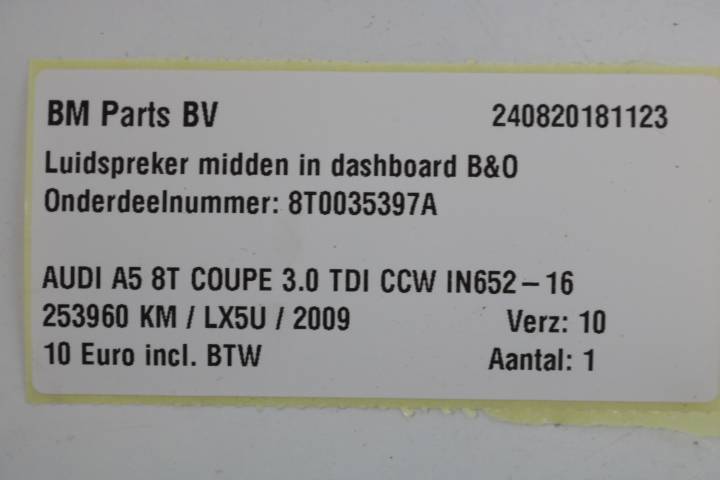 BM Parts BV 240820181123
Luidspreker midden in dashboard B&O
Onderdeelnummer: 8T0035397A
AUDI A5 8T COUPE 3.0 TDI CCW IN652-16
253960 KM / LX5U / 2009 Verz: 10
10 Euro incl. BTW Aantal: 1